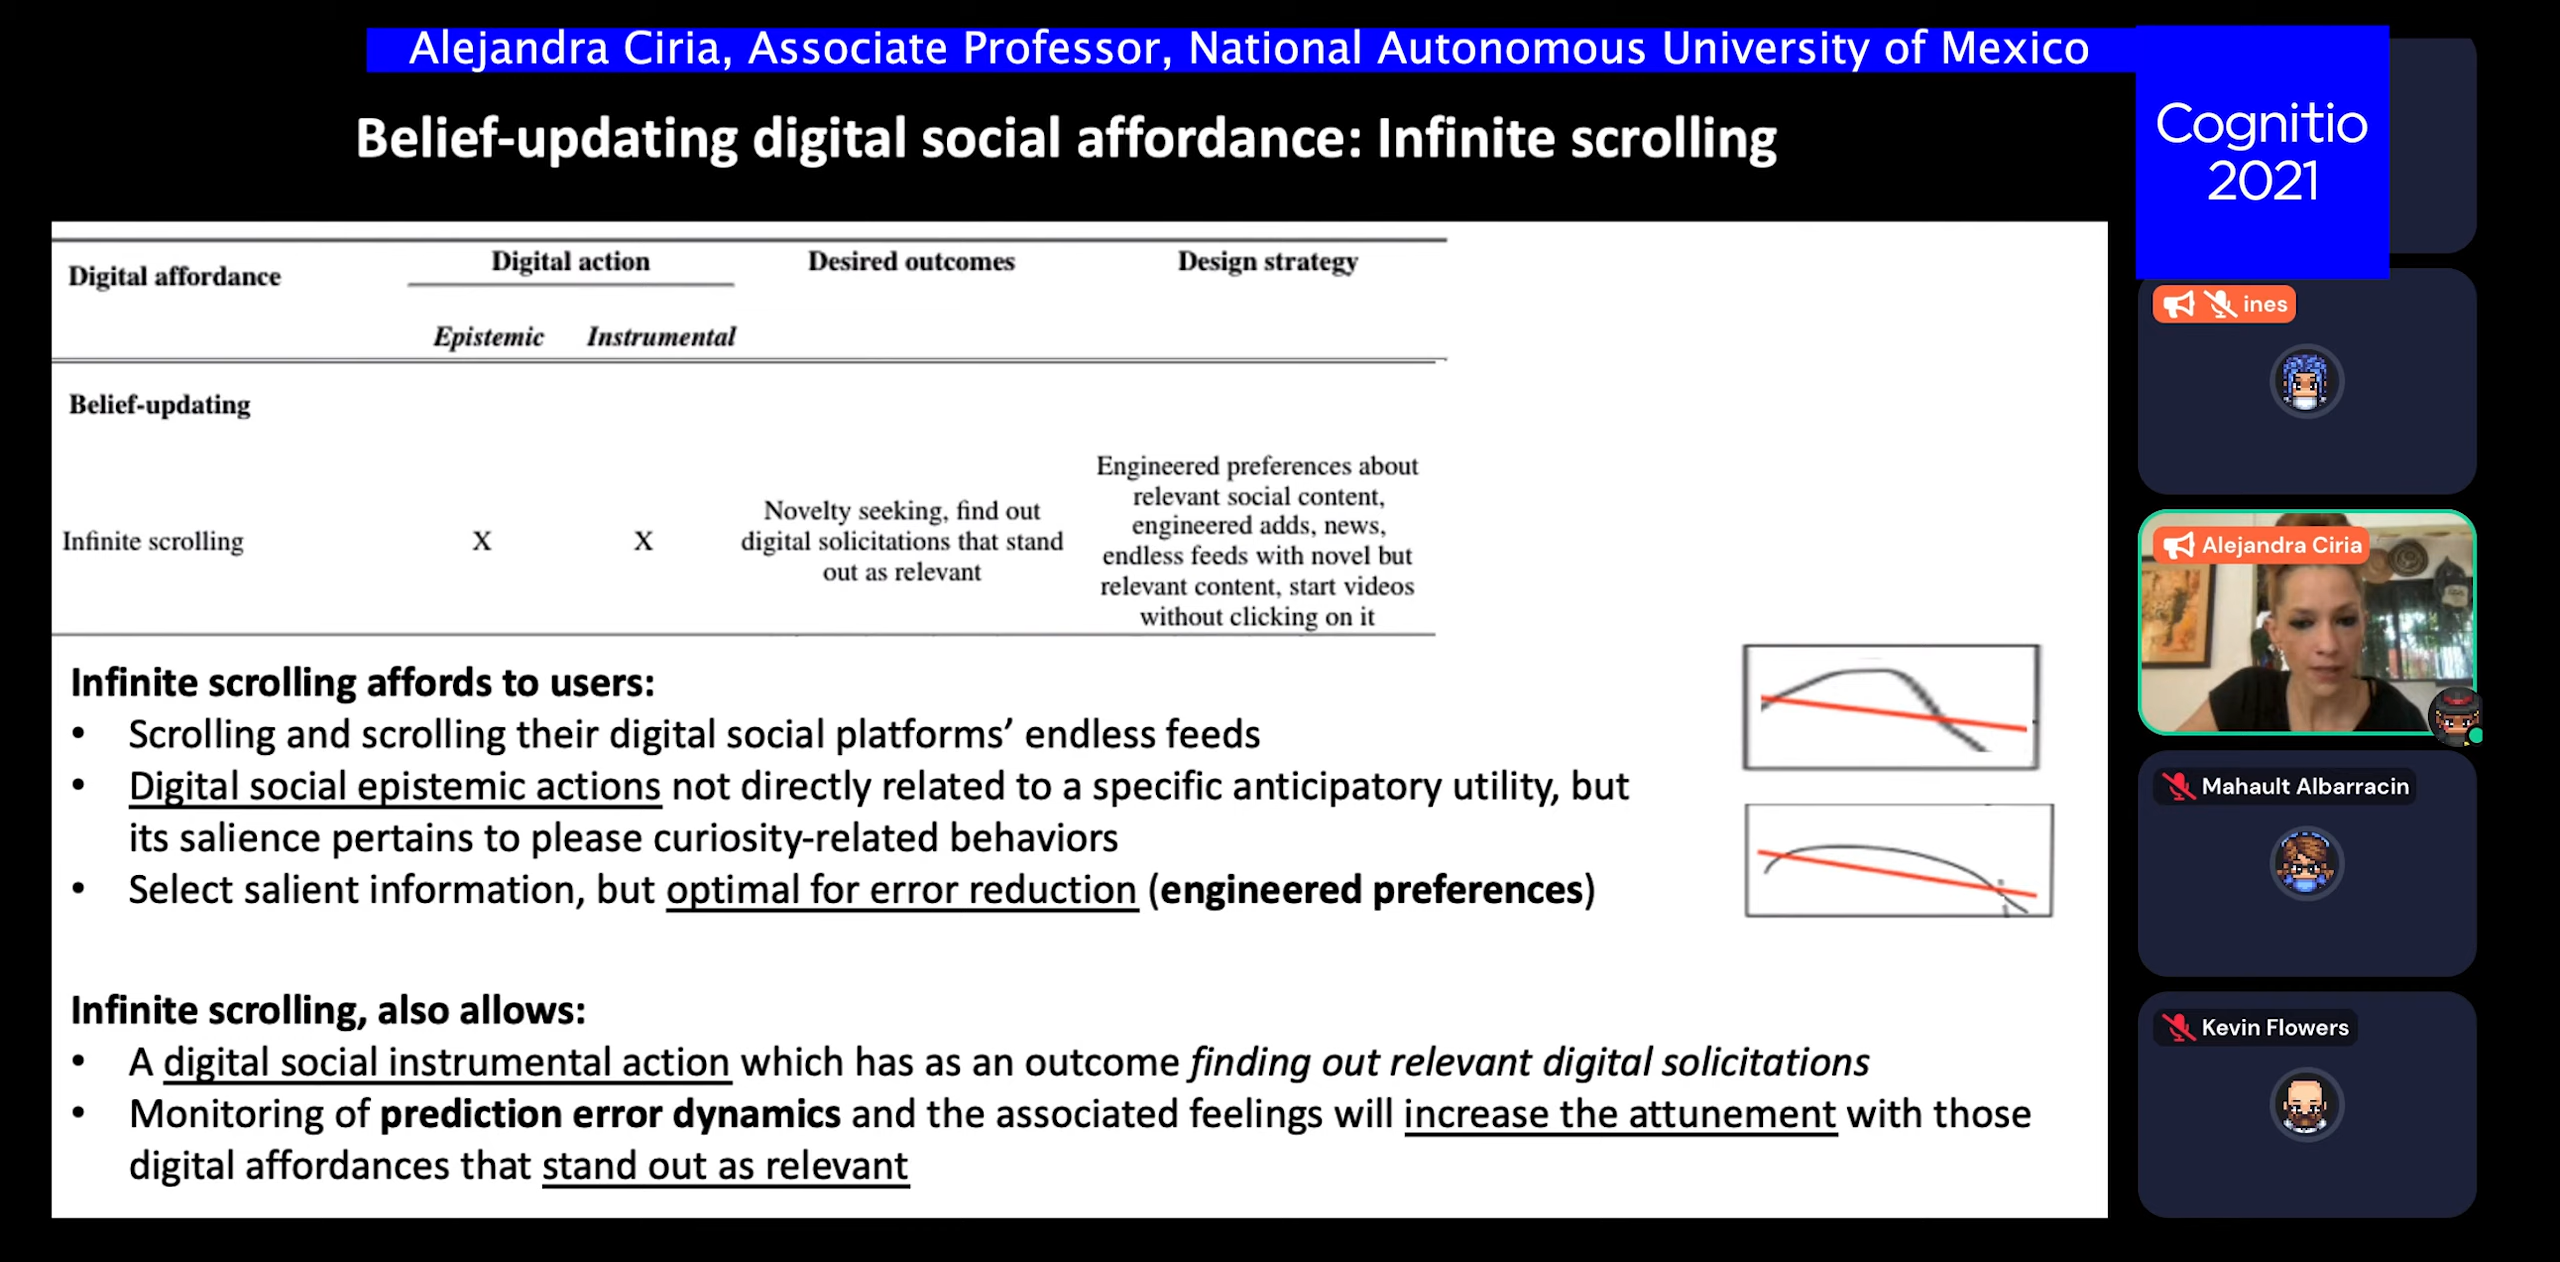 Alejandra Ciria, Associate Professor, National Autonomous University of Mexico
Cognitio
2021
Belief-updating digital social affordance: Infinite scrolling
Digital affordance
Digital action
Desired outcomes
Design strategy
Epistemic
Instrumental
Belief-updating
Infinite scrolling
X
X
Novelty seeking, find out
digital solicitations that stand
out as relevant
Engineered preferences about
relevant social content,
engineered adds, news,
endless feeds with novel but
relevant content, start videos
without clicking on it
Infinite scrolling affords to users:
• Scrolling and scrolling their digital social platforms’ endless feeds
• Digital social epistemic actions not directly related to a specific anticipatory utility, but
its salience pertains to please curiosity-related behaviors
• Select salient information, but optimal for error reduction (engineered preferences)
Infinite scrolling, also allows:
• A digital social instrumental action which has as an outcome finding out relevant digital solicitations
• Monitoring of prediction error dynamics and the associated feelings will increase the attunement with those
digital affordances that stand out as relevant
ines
Alejandra Ciria
Mahault Albarracin
Kevin Flowers